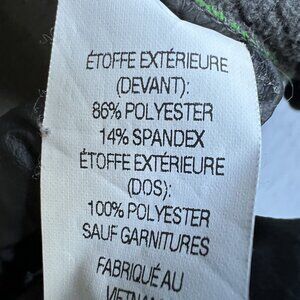 ÉTOFFE EXTÉRIEURE
(DEVANT):
86% POLYESTER
14% SPANDEX
ÉTOFFE EXTÉRIEURE
(DOS):
100% POLYESTER
SAUF GARNITURES
FABRIQUÉ AU